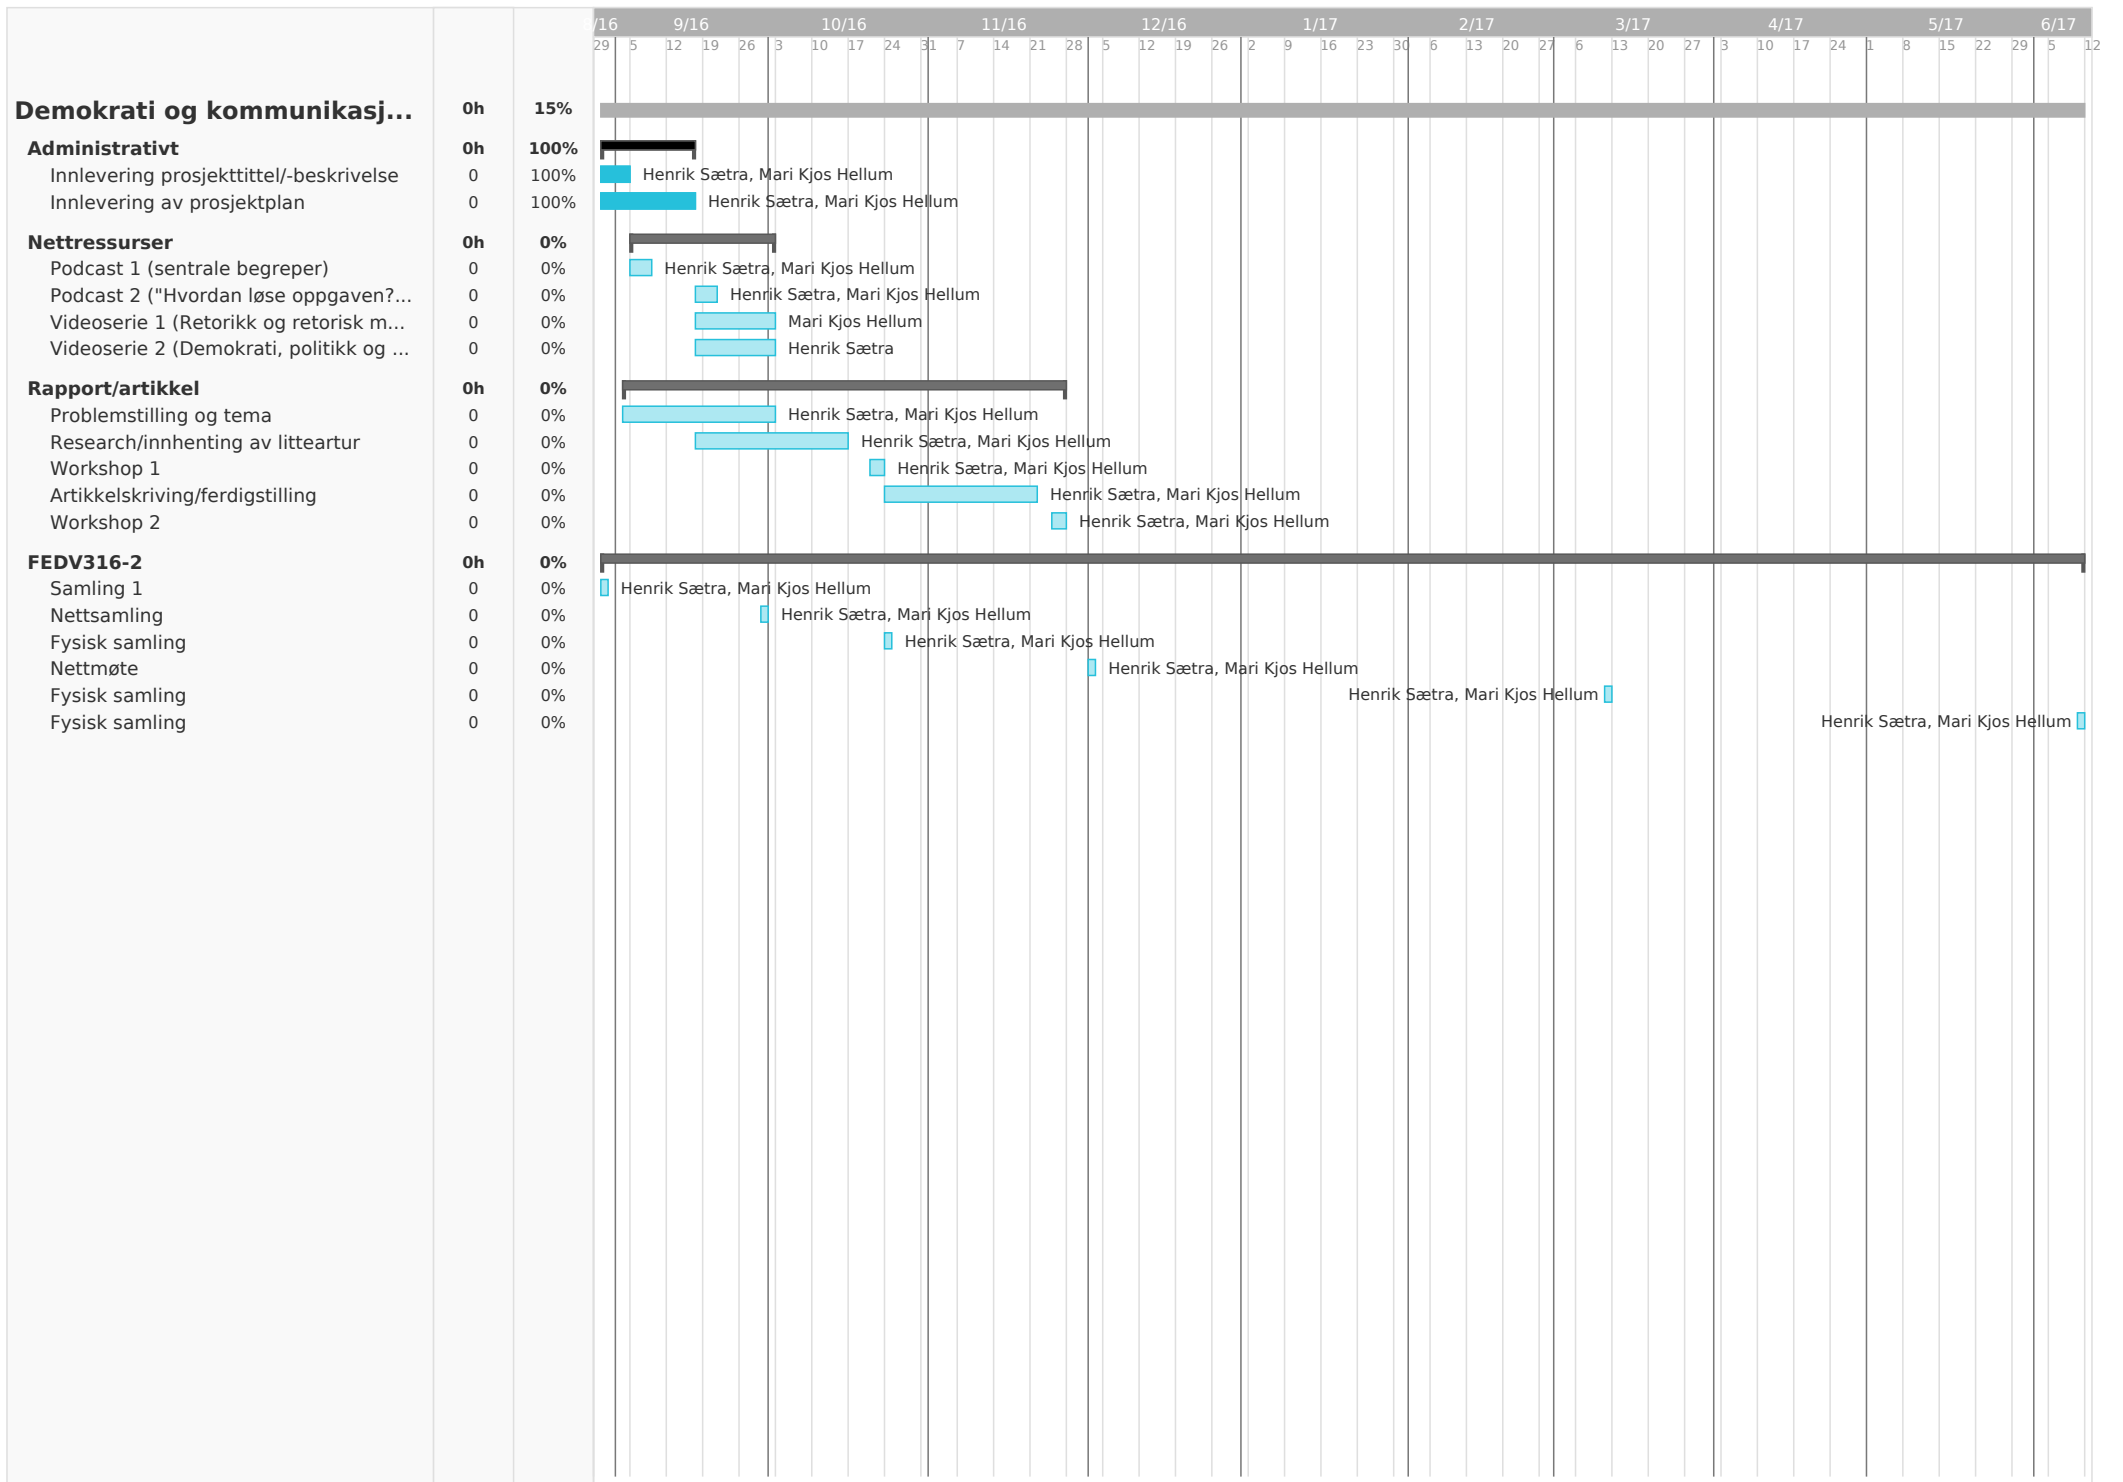 /16 9/16 10/16 11/16 12/16 1/17 2/17 3/17 4/17 5/17 6/17
29 5 12 19 26 3 10 17 24 31 7 14 21 28 5 12 19 26 2 9 16 23 30 6 13 20 27 6 13 20 27 3 10 17 24 1 8 15 22 29 5 12
Demokrati og kommunikasj... 0h 15%
Administrativt 0h 100%
Innlevering prosjekttittel/-beskrivelse 0 100% Henrik Sætra, Mari Kjos Hellum
Innlevering av prosjektplan 0 100% Henrik Sætra, Mari Kjos Hellum
Nettressurser 0h 0%
Podcast 1 (sentrale begreper) 0 0% Henrik Sætra, Mari Kjos Hellum
Podcast 2 ("Hvordan løse oppgaven?... 0 0% Henrik Sætra, Mari Kjos Hellum
Videoserie 1 (Retorikk og retorisk m... 0 0% Mari Kjos Hellum
Videoserie 2 (Demokrati, politikk og ... 0 0% Henrik Sætra
Rapport/artikkel 0h 0%
Problemstilling og tema 0 0% Henrik Sætra, Mari Kjos Hellum
Research/innhenting av litteartur 0 0% Henrik Sætra, Mari Kjos Hellum
Workshop 1 0 0% Henrik Sætra, Mari Kjos Hellum
Artikkelskriving/ferdigstilling 0 0% Henrik Sætra, Mari Kjos Hellum
Workshop 2 0 0% Henrik Sætra, Mari Kjos Hellum
FEDV316-2 0h 0%
Samling 1 0 0% Henrik Sætra, Mari Kjos Hellum
Nettsamling 0 0% Henrik Sætra, Mari Kjos Hellum
Fysisk samling 0 0% Henrik Sætra, Mari Kjos Hellum
Nettmøte 0 0% Henrik Sætra, Mari Kjos Hellum
Fysisk samling 0 0% Henrik Sætra, Mari Kjos Hellum
Fysisk samling 0 0% Henrik Sætra, Mari Kjos Hellum